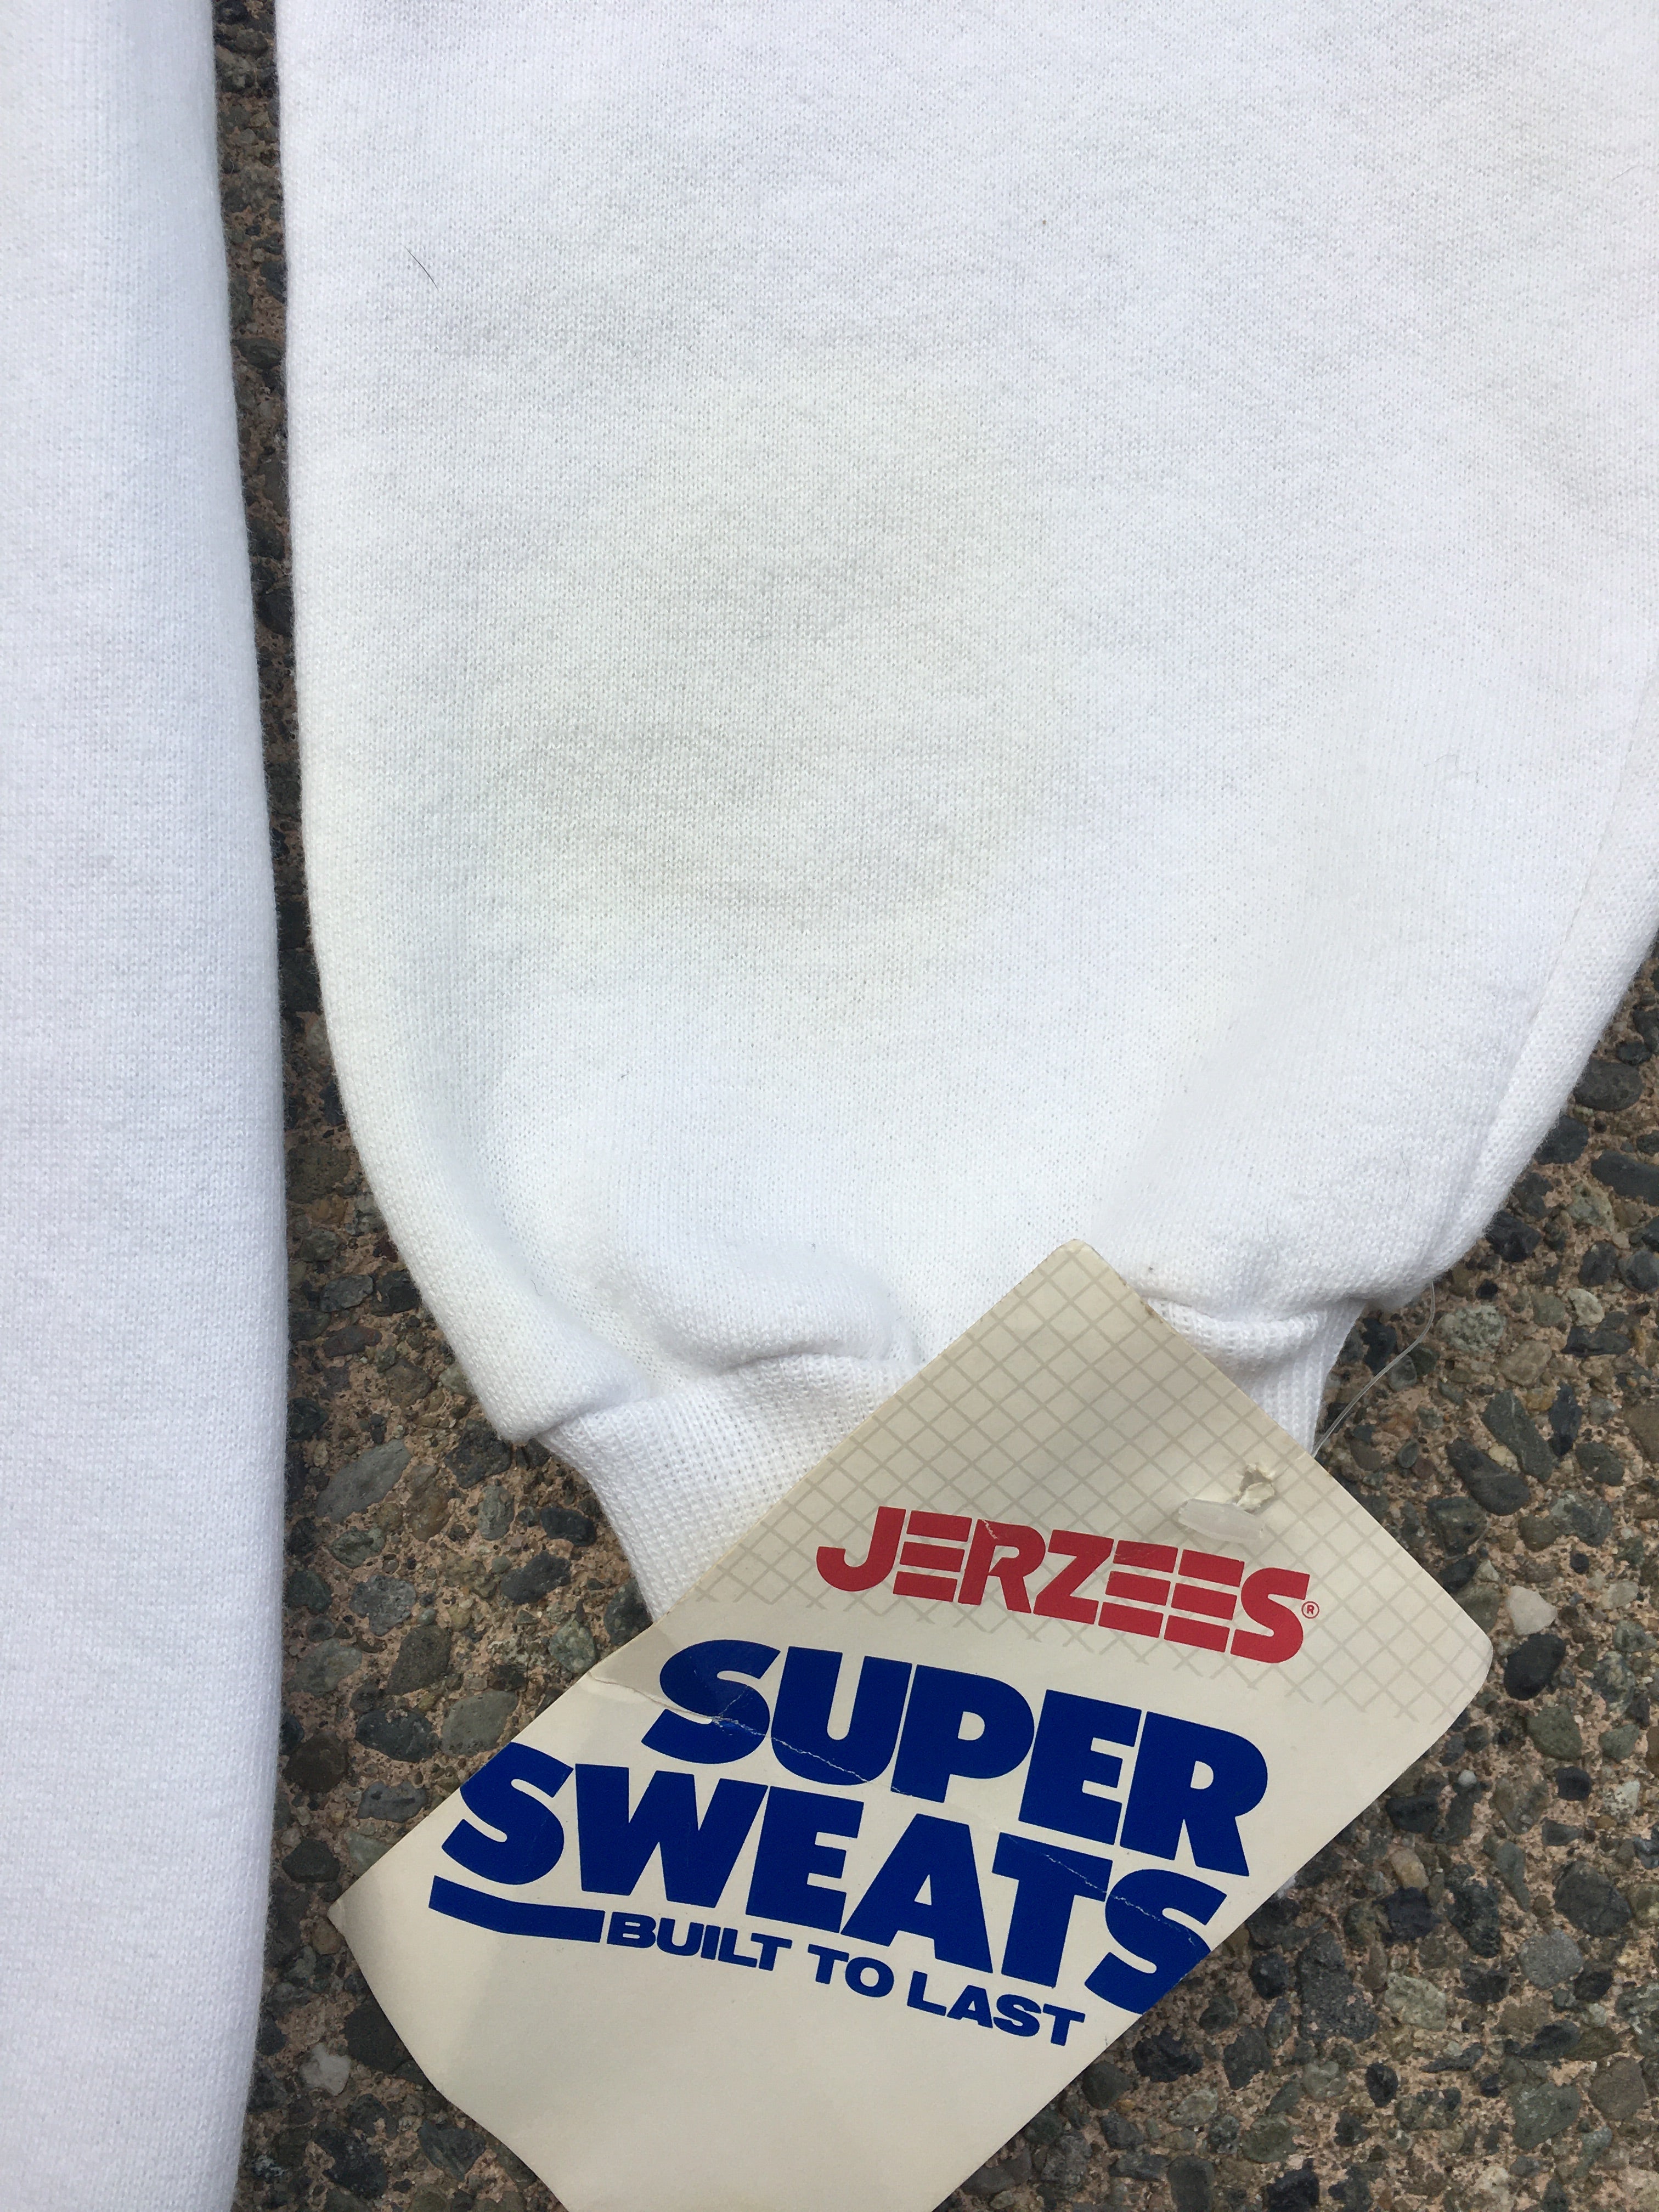 JERZEES®
SUPER
SWEATS
BUILT TO LAST